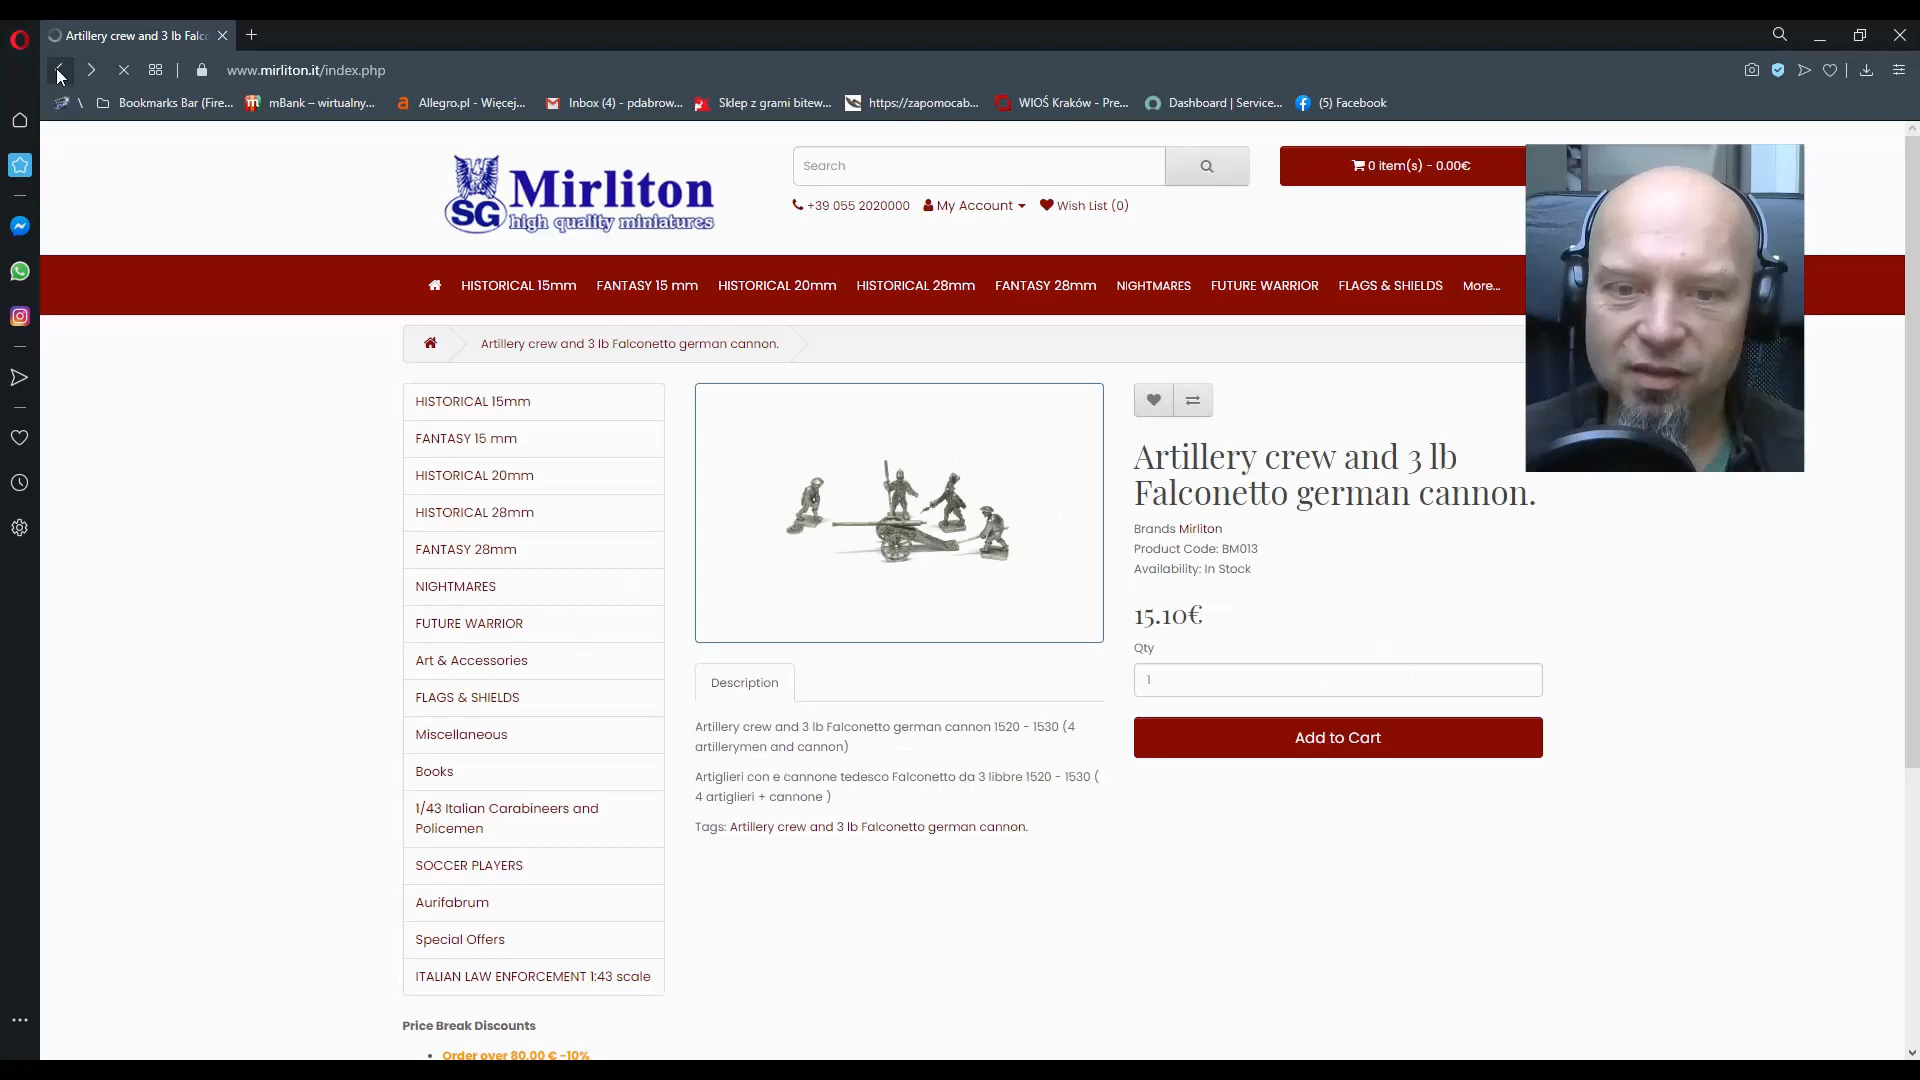 Artillery crew and 3 lb Falc
www.mirliton.it/index.php
\ Bookmarks Bar (Fire... mBank – wirtualny... Allegro.pl - Więcej... Inbox (4) - pdabrow... Sklep z grami bitew... https://zapomocab... WIOŚ Kraków - Pre... Dashboard | Service... (5) Facebook
SG Mirliton
high quality miniatures
Search
0 item(s) - 0.00€
+39 055 2020000 My Account Wish List (0)
HISTORICAL 15mm FANTASY 15 mm HISTORICAL 20mm HISTORICAL 28mm FANTASY 28mm NIGHTMARES FUTURE WARRIOR FLAGS & SHIELDS More...
Artillery crew and 3 lb Falconetto german cannon.
HISTORICAL 15mm
FANTASY 15 mm
HISTORICAL 20mm
HISTORICAL 28mm
FANTASY 28mm
NIGHTMARES
FUTURE WARRIOR
Art & Accessories
FLAGS & SHIELDS
Miscellaneous
Books
1/43 Italian Carabineers and
Policemen
SOCCER PLAYERS
Aurifabrum
Special Offers
ITALIAN LAW ENFORCEMENT 1:43 scale
Price Break Discounts
Order over 80.00 € -10%
Description
Artillery crew and 3 lb Falconetto german cannon 1520 - 1530 (4
artillerymen and cannon)
Artiglieri con e cannone tedesco Falconetto da 3 libbre 1520 - 1530 (
4 artiglieri + cannone )
Tags: Artillery crew and 3 lb Falconetto german cannon.
Artillery crew and 3 lb
Falconetto german cannon.
Brands Mirliton
Product Code: BM013
Availability: In Stock
15.10€
Qty
1
Add to Cart